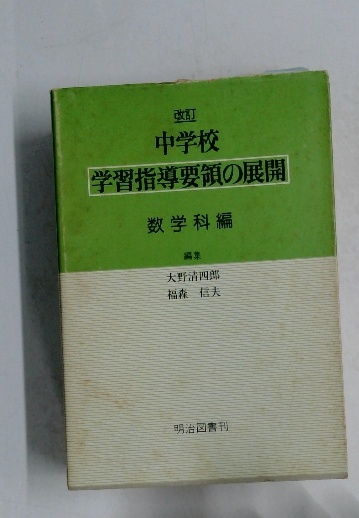 改訂
中学校
学習指導要領の展開
数学科編
編集
大野清四郎
福森 信夫
明治図書刊